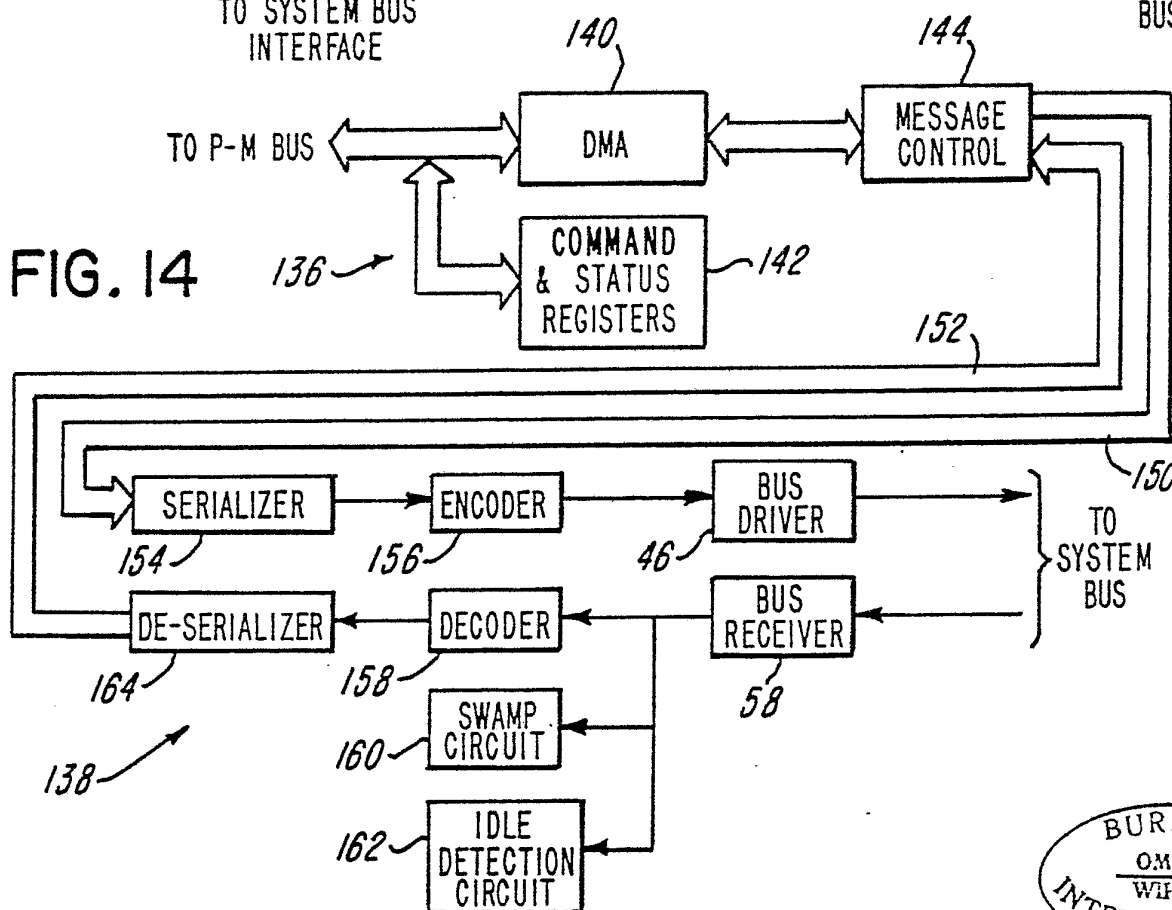 TO SYSTEM BUS
INTERFACE
BUS
140
144
TO P-M BUS
DMA
MESSAGE
CONTROL
FIG. 14
136
COMMAND
& STATUS
REGISTERS
142
152
150
SERIALIZER
154
ENCODER
156
BUS
DRIVER
46
TO
SYSTEM
BUS
DE-SERIALIZER
164
DECODER
158
BUS
RECEIVER
58
SWAMP
CIRCUIT
160
138
IDLE
DETECTION
CIRCUIT
162